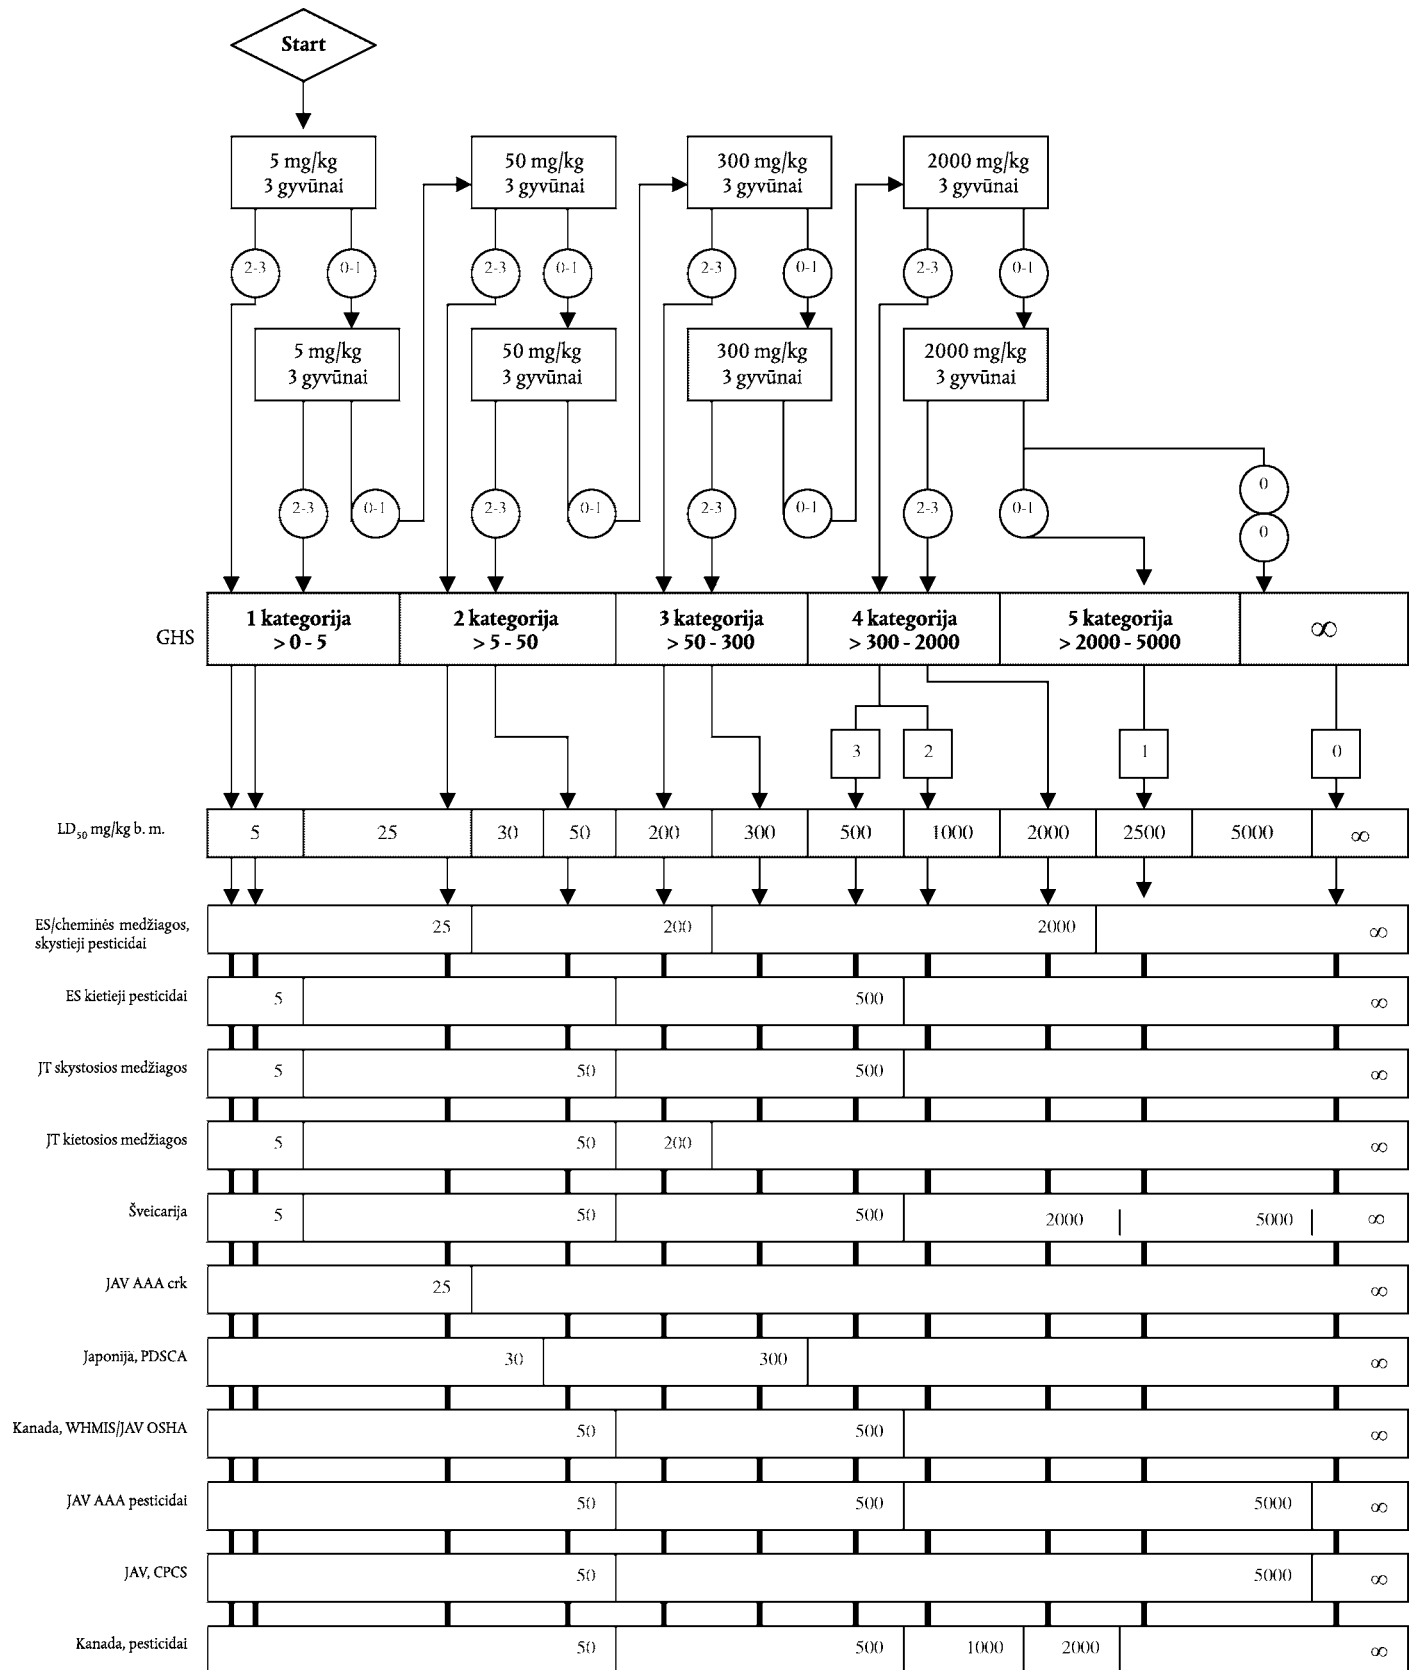 Start
5 mg/kg
3 gyvūnai
50 mg/kg
3 gyvūnai
300 mg/kg
3 gyvūnai
2000 mg/kg
3 gyvūnai
2-3
0-1
2-3
0-1
2-3
0-1
2-3
0-1
5 mg/kg
3 gyvūnai
50 mg/kg
3 gyvūnai
300 mg/kg
3 gyvūnai
2000 mg/kg
3 gyvūnai
0
2-3
0-1
2-3
0-1
2-3
0-1
2-3
0-1
0
GHS
1 kategorija
> 0 - 5
2 kategorija
> 5 - 50
3 kategorija
> 50 - 300
4 kategorija
> 300 - 2000
5 kategorija
> 2000 - 5000
∞
3
2
1
0
LD50 mg/kg b. m.
5
25
30
50
200
300
500
1000
2000
2500
5000
∞
ES/cheminės medžiagos,
skystieji pesticidai
25
200
2000
∞
ES kietieji pesticidai
5
500
∞
JT skystosios medžiagos
5
50
500
∞
JT kietosios medžiagos
5
50
200
∞
Šveicarija
5
50
500
2000
5000
∞
JAV AAA crk
25
∞
Japonija, PDSCA
30
300
∞
Kanada, WHMIS/JAV OSHA
50
500
∞
JAV AAA pesticidai
50
500
5000
∞
JAV, CPCS
50
5000
∞
Kanada, pesticidai
50
500
1000
2000
∞